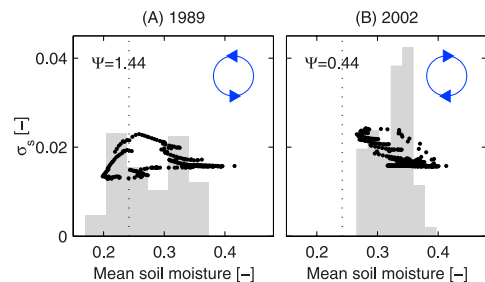 (A) 1989
(B) 2002
Ψ=1.44
Ψ=0.44
σs [–]
0.04
0.02
0
0.2 0.3 0.4
0.2 0.3 0.4
Mean soil moisture [–]
Mean soil moisture [–]